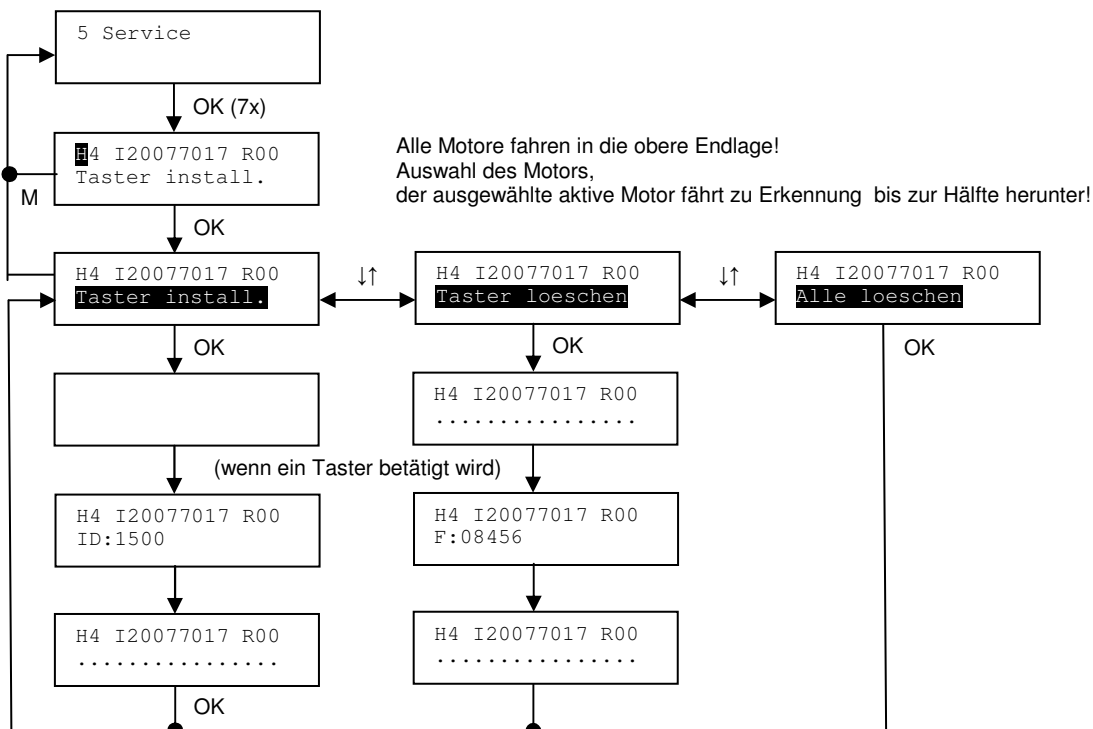 5 Service
OK (7x)
H4 I20077017 R00
Taster install.
M
Alle Motore fahren in die obere Endlage!
Auswahl des Motors,
der ausgewählte aktive Motor fährt zu Erkennung bis zur Hälfte herunter!
OK
H4 I20077017 R00
Taster install.
↓↑
H4 I20077017 R00
Taster loeschen
↓↑
H4 I20077017 R00
Alle loeschen
OK
OK
OK
H4 I20077017 R00
................
(wenn ein Taster betätigt wird)
H4 I20077017 R00
ID:1500
H4 I20077017 R00
F:08456
H4 I20077017 R00
................
H4 I20077017 R00
................
OK